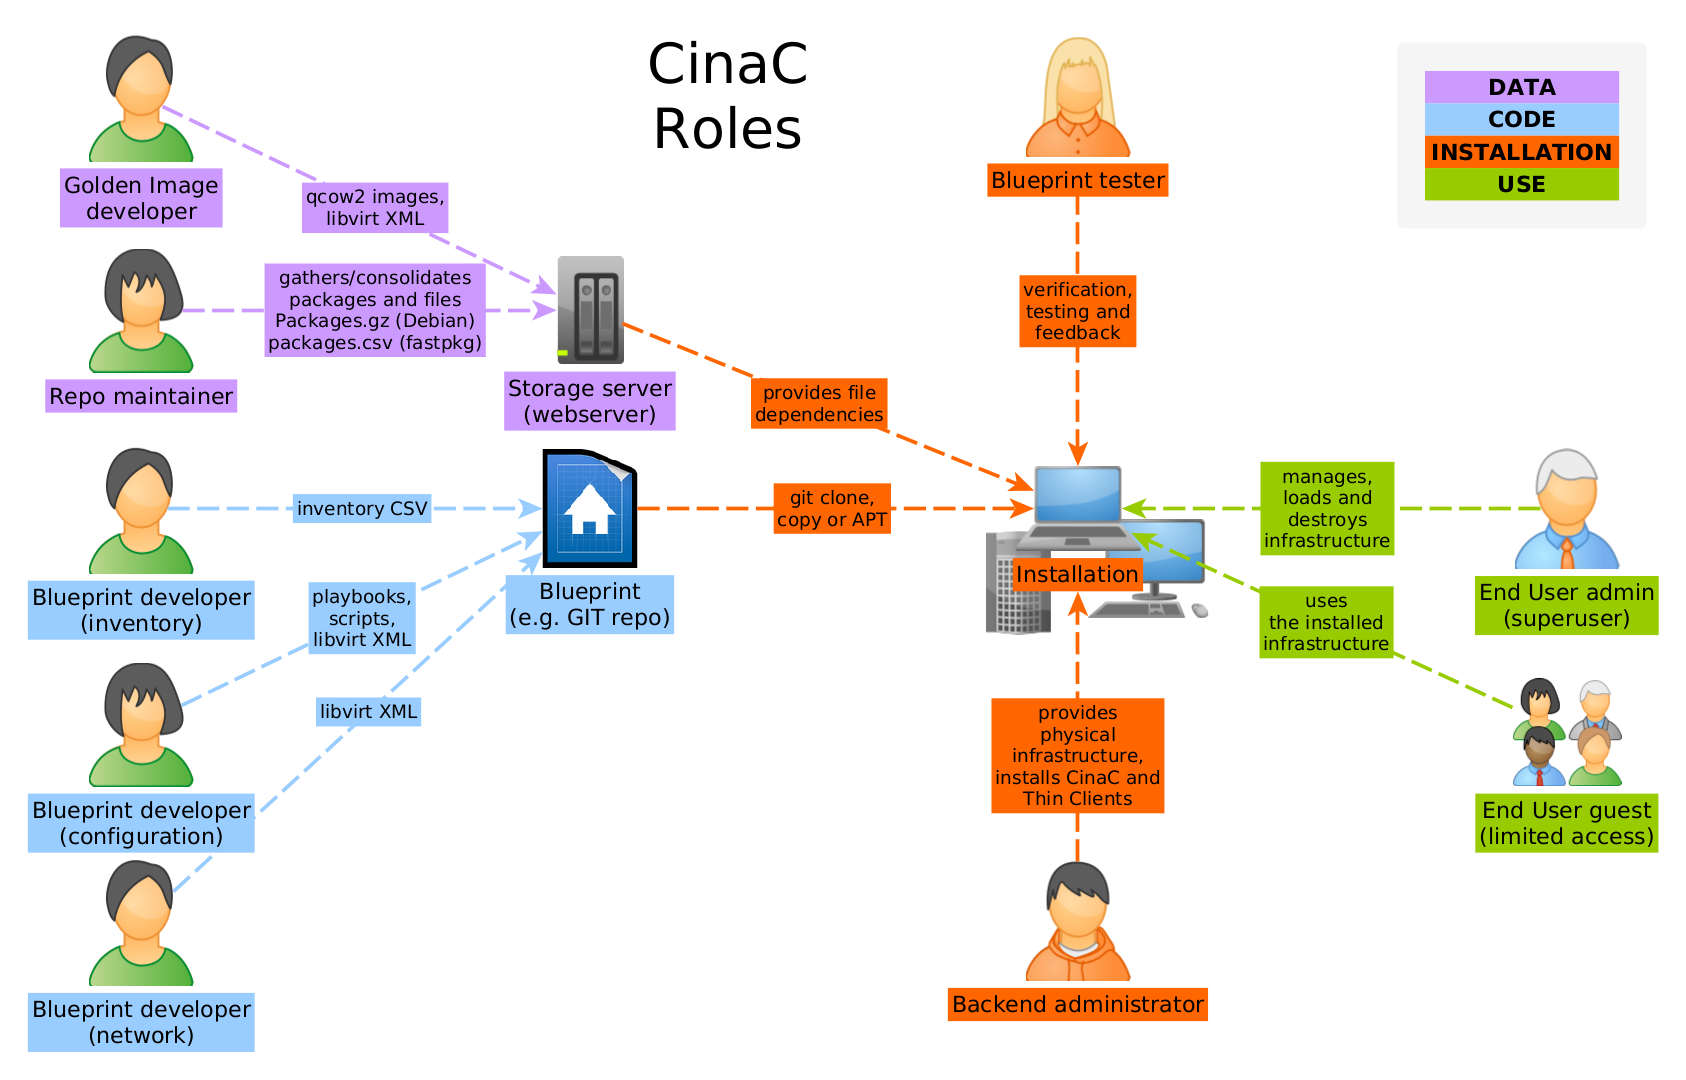 CinaC
Roles
DATA
CODE
INSTALLATION
USE
Golden Image
developer
qcow2 images,
libvirt XML
Repo maintainer
gathers/consolidates
packages and files
Packages.gz (Debian)
packages.csv (fastpkg)
Storage server
(webserver)
provides file
dependencies
Blueprint tester
verification,
testing and
feedback
Blueprint developer
(inventory)
inventory CSV
Blueprint developer
(configuration)
playbooks,
scripts,
libvirt XML
Blueprint developer
(network)
libvirt XML
Blueprint
(e.g. GIT repo)
git clone,
copy or APT
Installation
manages,
loads and
destroys
infrastructure
End User admin
(superuser)
uses
the installed
infrastructure
End User guest
(limited access)
provides
physical
infrastructure,
installs CinaC and
Thin Clients
Backend administrator